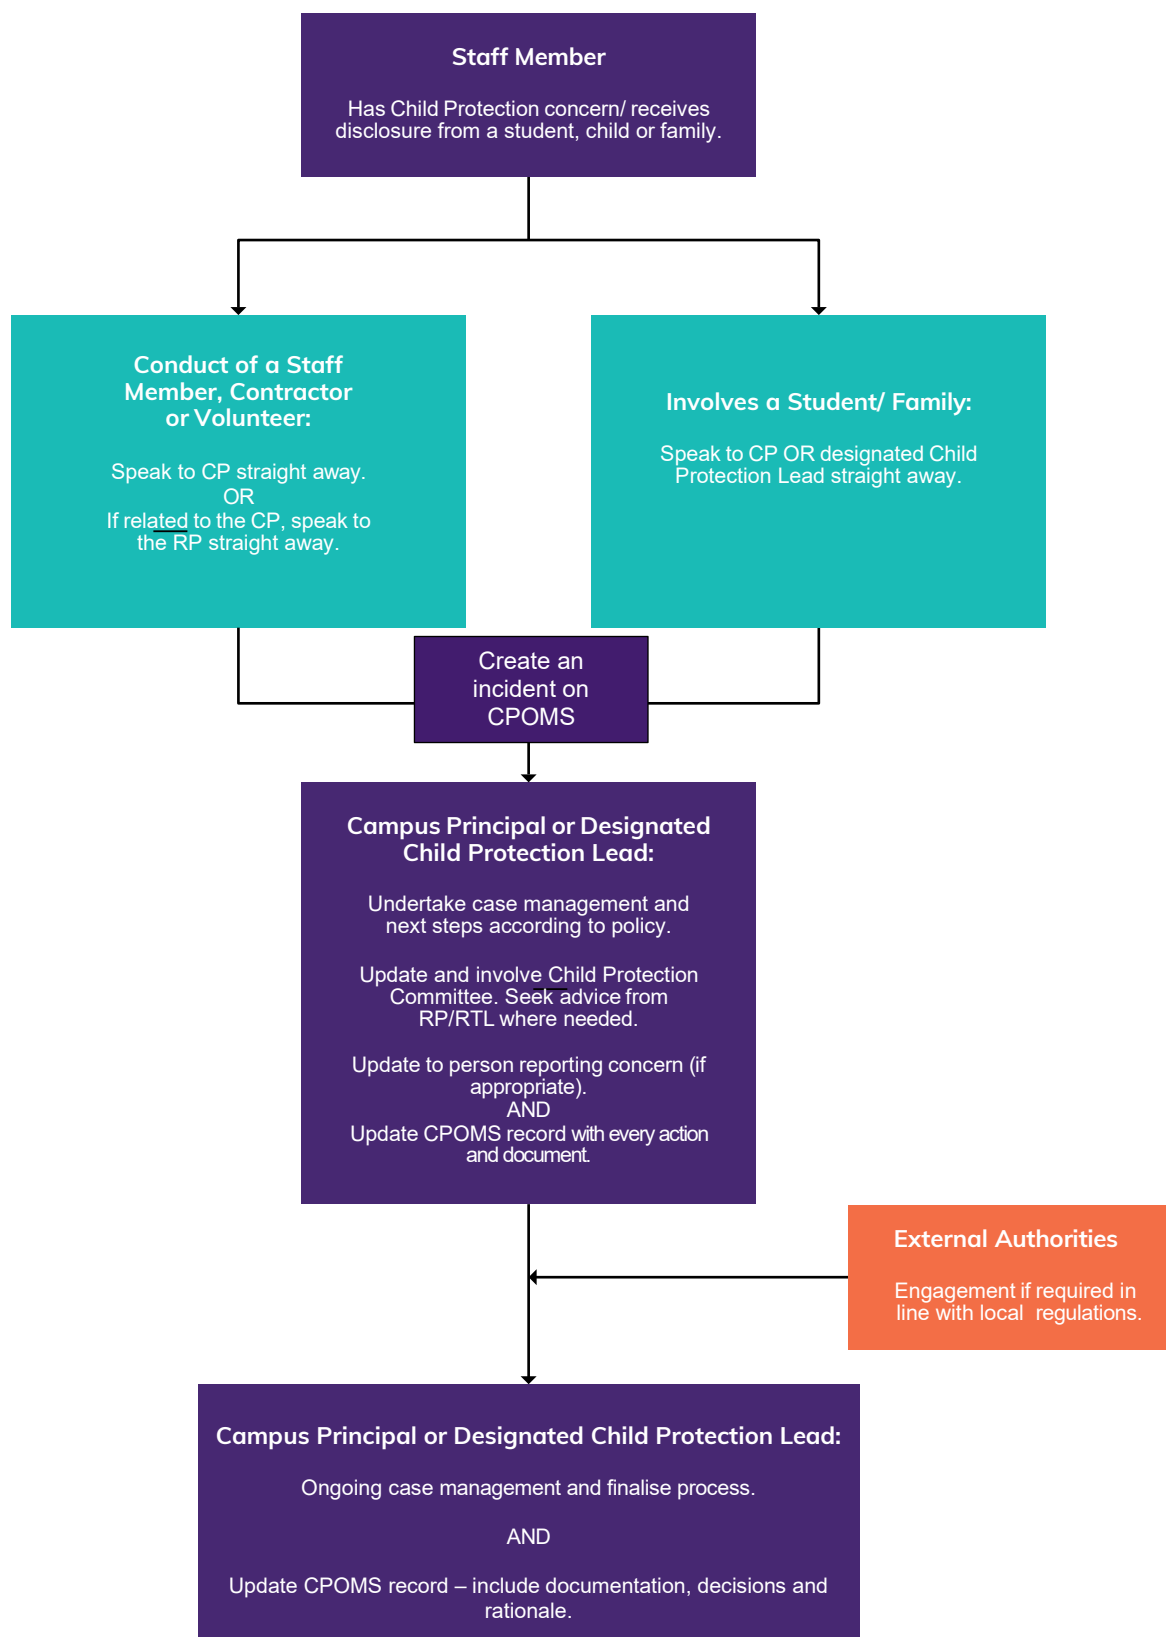 Staff Member
Has Child Protection concern/ receives
disclosure from a student, child or family.
Conduct of a Staff
Member, Contractor
or Volunteer:
Speak to CP straight away.
OR
If related to the CP, speak to
the RP straight away.
Involves a Student/ Family:
Speak to CP OR designated Child
Protection Lead straight away.
Create an
incident on
CPOMS
Campus Principal or Designated
Child Protection Lead:
Undertake case management and
next steps according to policy.
Update and involve Child Protection
Committee. Seek advice from
RP/RTL where needed.
Update to person reporting concern (if
appropriate).
AND
Update CPOMS record with every action
and document.
External Authorities
Engagement if required in
line with local regulations.
Campus Principal or Designated Child Protection Lead:
Ongoing case management and finalise process.
AND
Update CPOMS record – include documentation, decisions and
rationale.